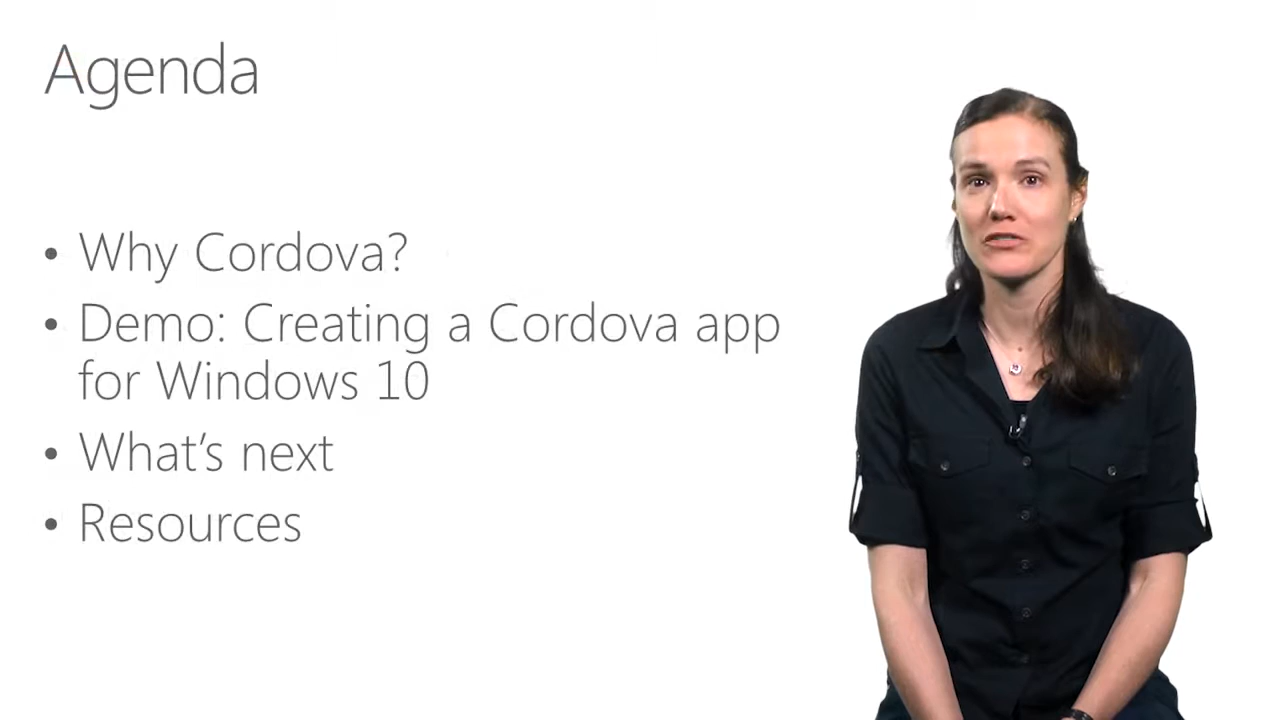 Agenda
• Why Cordova?
• Demo: Creating a Cordova app
for Windows 10
• What's next
• Resources